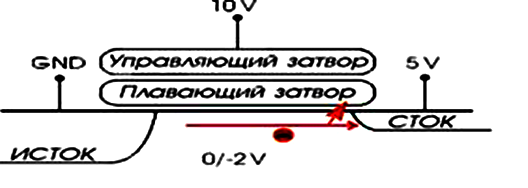 10V
GND
Управляющий затвор
5V
Плавающий затвор
СТОК
ИСТОК
0/-2V